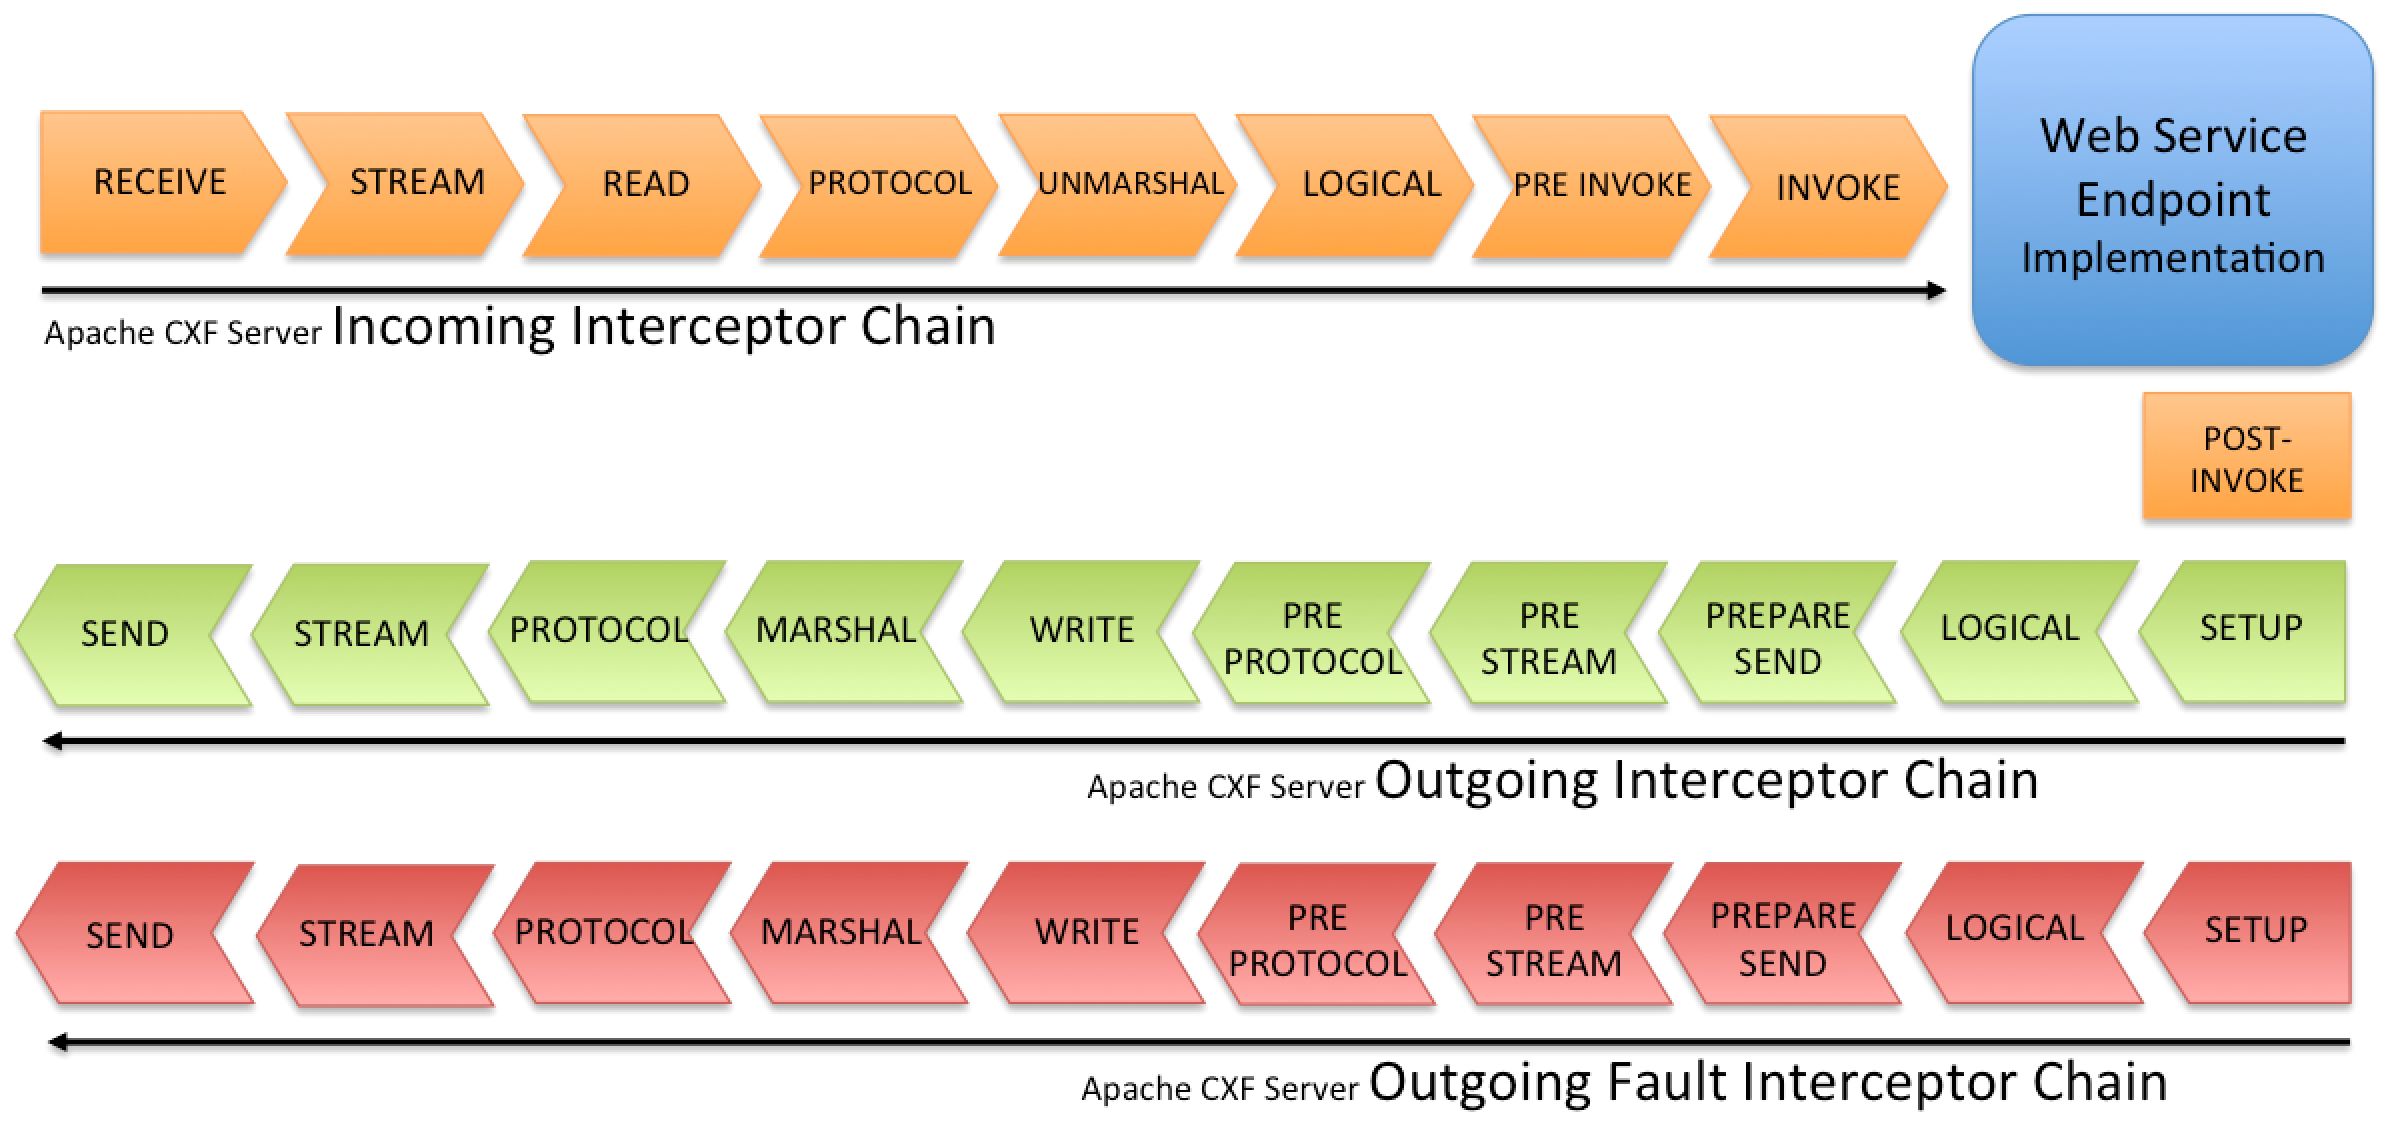 RECEIVE
STREAM
READ
PROTOCOL
UNMARSHAL
LOGICAL
PRE INVOKE
INVOKE
Web Service
Endpoint
Implementation
Apache CXF Server Incoming Interceptor Chain
POST-
INVOKE
SEND
STREAM
PROTOCOL
MARSHAL
WRITE
PRE
PROTOCOL
PRE
STREAM
PREPARE
SEND
LOGICAL
SETUP
Apache CXF Server Outgoing Interceptor Chain
SEND
STREAM
PROTOCOL
MARSHAL
WRITE
PRE
PROTOCOL
PRE
STREAM
PREPARE
SEND
LOGICAL
SETUP
Apache CXF Server Outgoing Fault Interceptor Chain